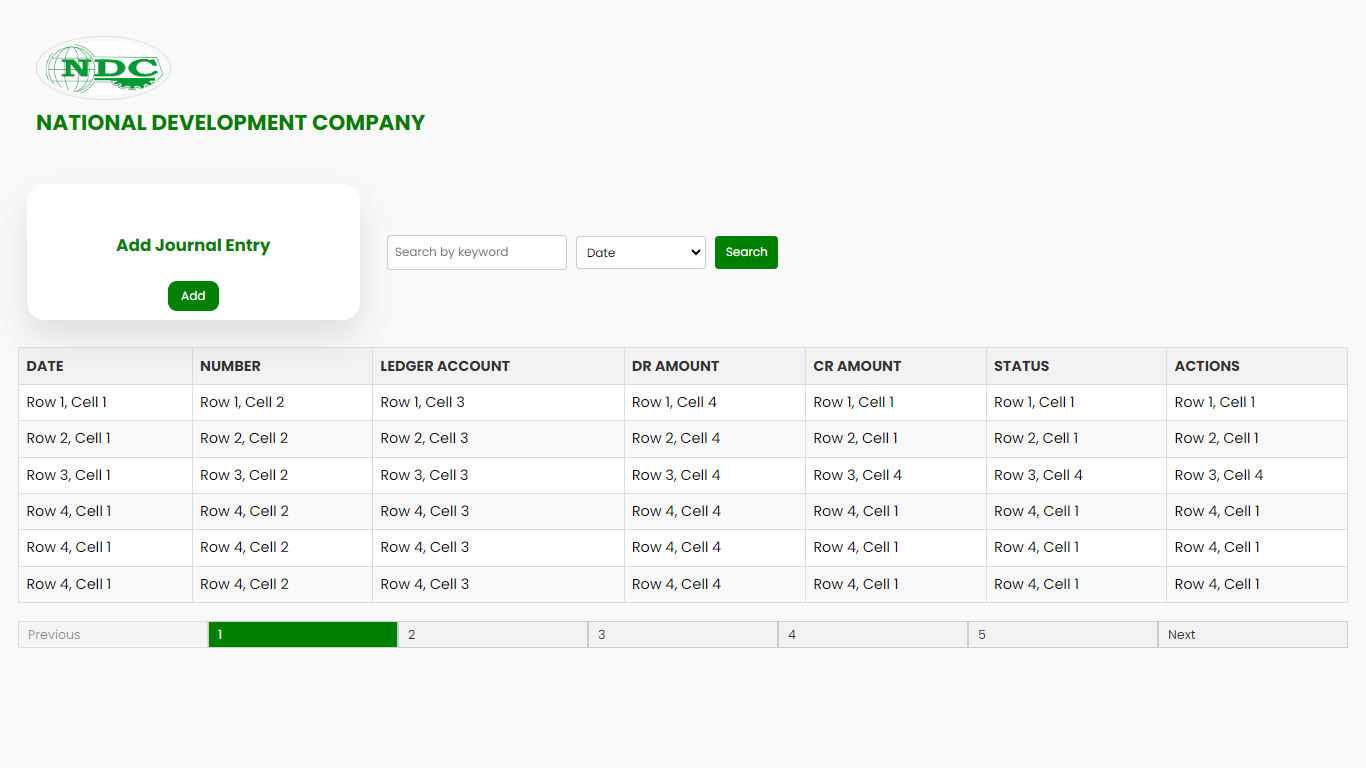 NDC
NATIONAL DEVELOPMENT COMPANY
Add Journal Entry
Add
Search by keyword Date Search
DATE NUMBER LEDGER ACCOUNT DR AMOUNT CR AMOUNT STATUS ACTIONS
Row 1, Cell 1 Row 1, Cell 2 Row 1, Cell 3 Row 1, Cell 4 Row 1, Cell 1 Row 1, Cell 1 Row 1, Cell 1
Row 2, Cell 1 Row 2, Cell 2 Row 2, Cell 3 Row 2, Cell 4 Row 2, Cell 1 Row 2, Cell 1 Row 2, Cell 1
Row 3, Cell 1 Row 3, Cell 2 Row 3, Cell 3 Row 3, Cell 4 Row 3, Cell 4 Row 3, Cell 4 Row 3, Cell 4
Row 4, Cell 1 Row 4, Cell 2 Row 4, Cell 3 Row 4, Cell 4 Row 4, Cell 1 Row 4, Cell 1 Row 4, Cell 1
Row 4, Cell 1 Row 4, Cell 2 Row 4, Cell 3 Row 4, Cell 4 Row 4, Cell 1 Row 4, Cell 1 Row 4, Cell 1
Row 4, Cell 1 Row 4, Cell 2 Row 4, Cell 3 Row 4, Cell 4 Row 4, Cell 1 Row 4, Cell 1 Row 4, Cell 1
Previous 1 2 3 4 5 Next